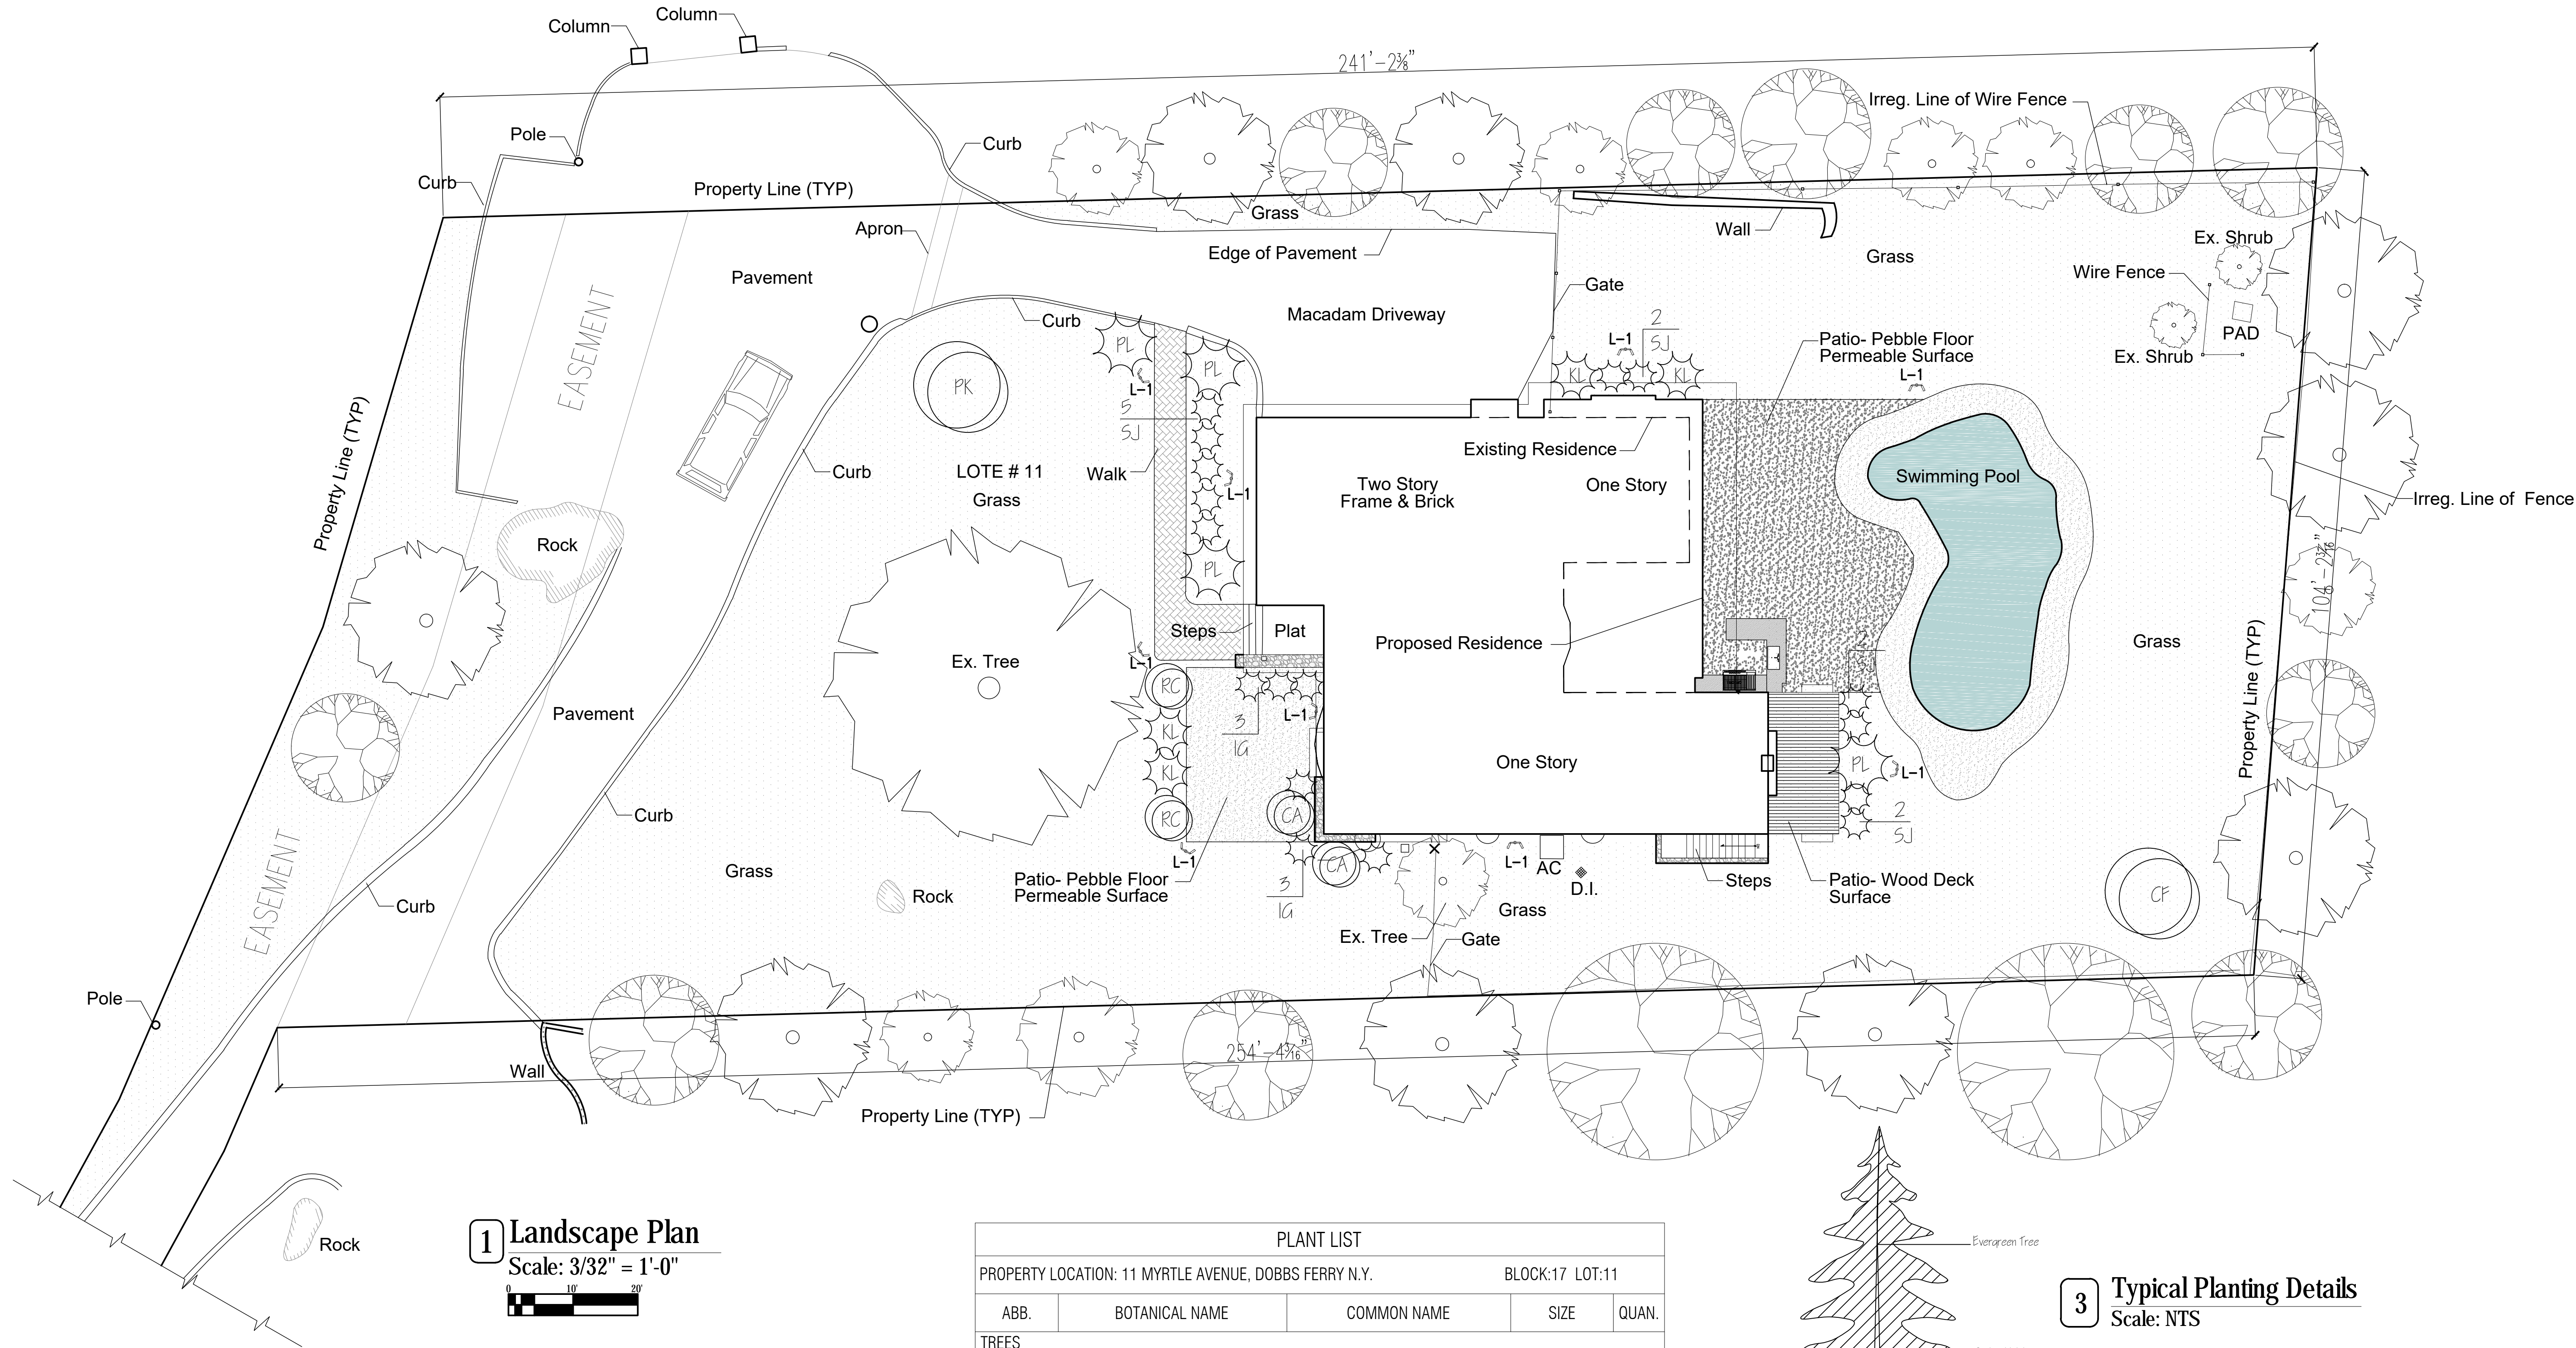 Column
Column
241'-2⅜"
Irreg. Line of Wire Fence
Pole
Curb
Curb
Property Line (TYP)
Grass
Apron
Wall
Edge of Pavement
Ex. Shrub
Grass
Wire Fence
Pavement
Gate
EASEMENT
Macadam Driveway
Curb
PAD
Ex. Shrub
2
SJ
L-1
Patio- Pebble Floor
Permeable Surface
L-1
PL
PL
KL
KL
PK
L-1
5
SJ
Property Line (TYP)
Existing Residence
Curb
LOTE # 11
Grass
Walk
L-1
Two Story
Frame & Brick
One Story
Swimming Pool
Irreg. Line of  Fence
Rock
PL
Steps
Plat
Proposed Residence
Grass
Ex. Tree
L-1
RC
Property Line (TYP)
Pavement
KL
3
IG
L-1
KL
One Story
PL
L-1
Curb
RC
CA
2
SJ
L-1
L-1
AC
CA
Grass
Patio- Pebble Floor
Permeable Surface
3
IG
D.I.
Steps
Patio- Wood Deck
Surface
CF
EASEMENT
Curb
Rock
Grass
Ex. Tree
Gate
Pole
Wall
254'-4³⁄₁₆"
Property Line (TYP)
Rock
1
Landscape Plan
Scale: 3/32" = 1'-0"
0
10'
20'
PLANT LIST
PROPERTY LOCATION: 11 MYRTLE AVENUE, DOBBS FERRY N.Y. BLOCK:17 LOT:11
ABB. BOTANICAL NAME COMMON NAME SIZE QUAN.
TREES
Evergreen Tree
3
Typical Planting Details
Scale: NTS